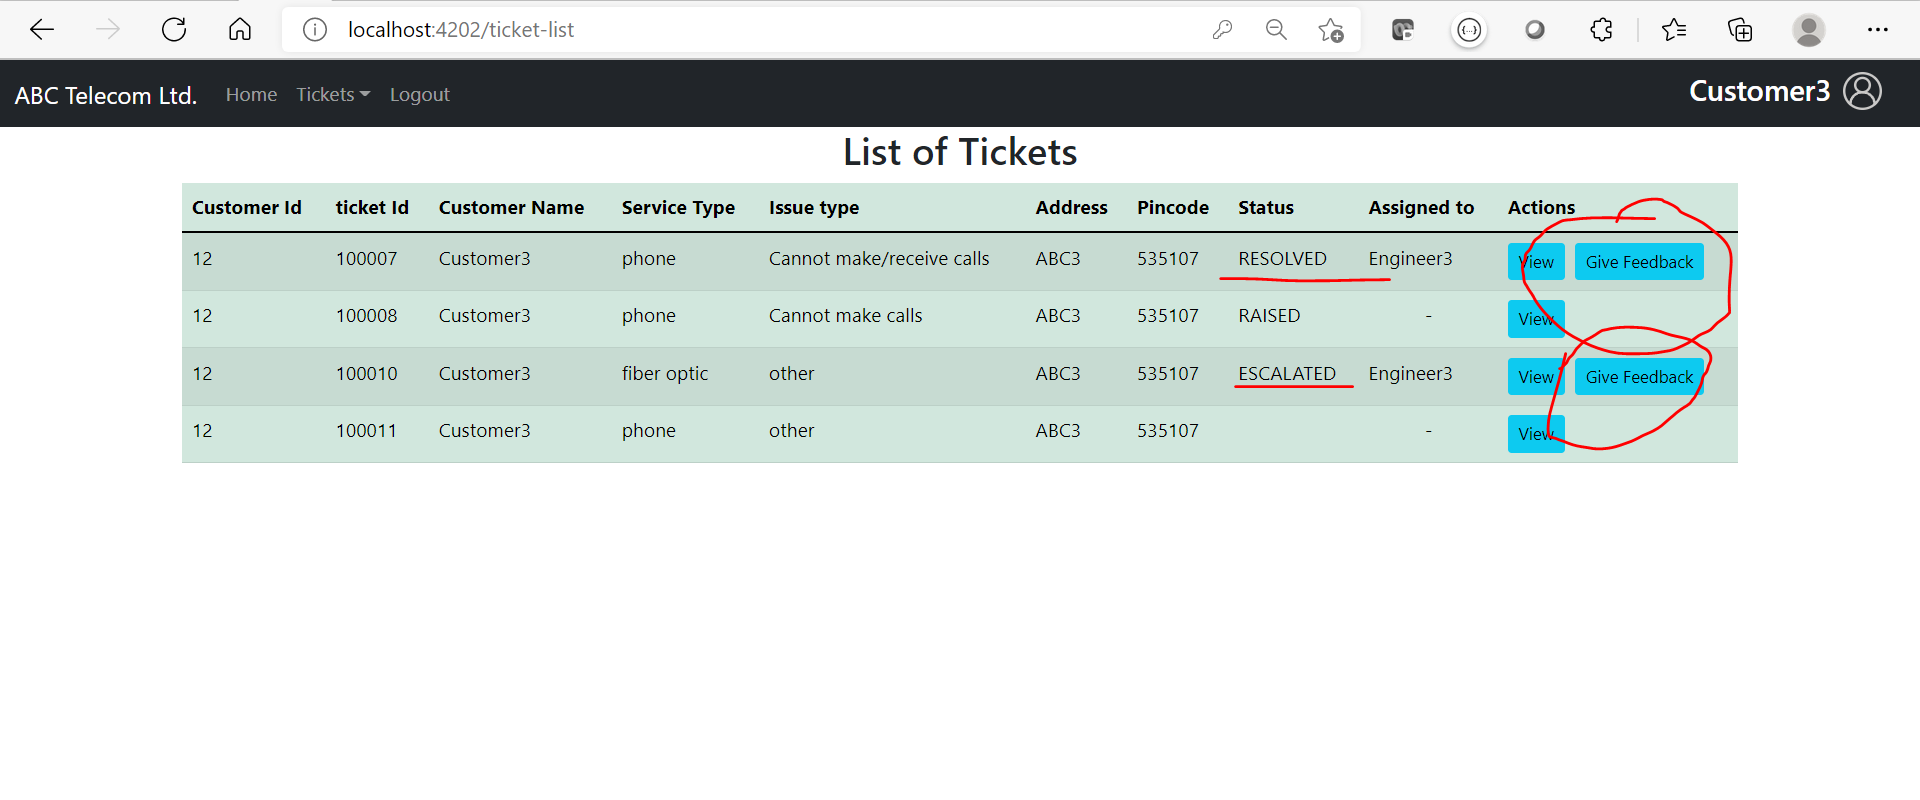 localhost:4202/ticket-list
ABC Telecom Ltd. Home Tickets Logout Customer3
List of Tickets
Customer Id ticket Id Customer Name Service Type Issue type Address Pincode Status Assigned to Actions
12 100007 Customer3 phone Cannot make/receive calls ABC3 535107 RESOLVED Engineer3 View Give Feedback
12 100008 Customer3 phone Cannot make calls ABC3 535107 RAISED - View
12 100010 Customer3 fiber optic other ABC3 535107 ESCALATED Engineer3 View Give Feedback
12 100011 Customer3 phone other ABC3 535107 - View